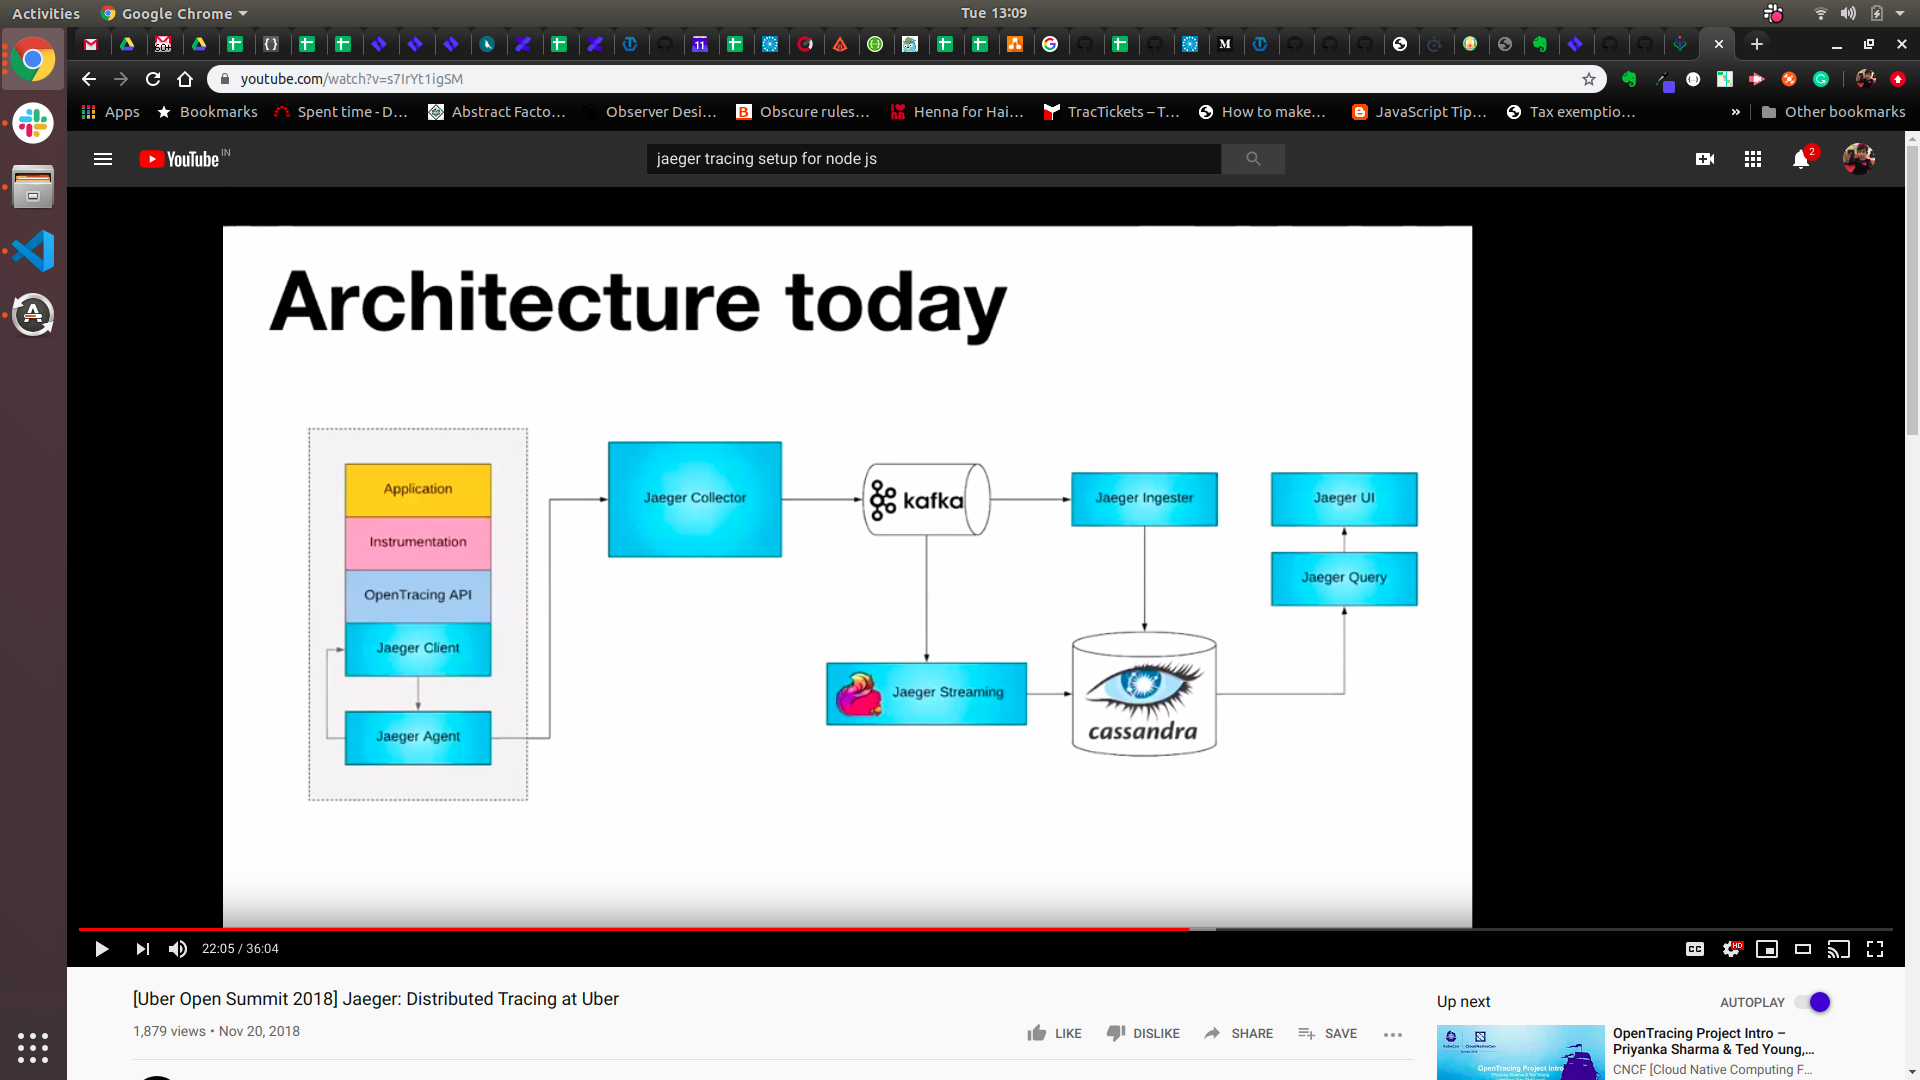 Activities
Google Chrome
Tue 13:09
youtube.com/watch?v=s7IrYt1igSM
Apps
Bookmarks
Spent time - D...
Abstract Facto...
Observer Desi...
Obscure rules...
Henna for Hai...
TracTickets – T...
How to make...
JavaScript Tip...
Tax exemptio...
»
Other bookmarks
YouTube IN
jaeger tracing setup for node js
2
Architecture today
Application
Instrumentation
OpenTracing API
Jaeger Client
Jaeger Agent
Jaeger Collector
kafka
Jaeger Ingester
Jaeger UI
Jaeger Query
Jaeger Streaming
cassandra
22:05 / 36:04
CC
HD
[Uber Open Summit 2018] Jaeger: Distributed Tracing at Uber
1,879 views • Nov 20, 2018
LIKE
DISLIKE
SHARE
SAVE
Up next
AUTOPLAY
OpenTracing Project Intro
OpenTracing Project Intro –
Priyanka Sharma & Ted Young,...
CNCF [Cloud Native Computing F...